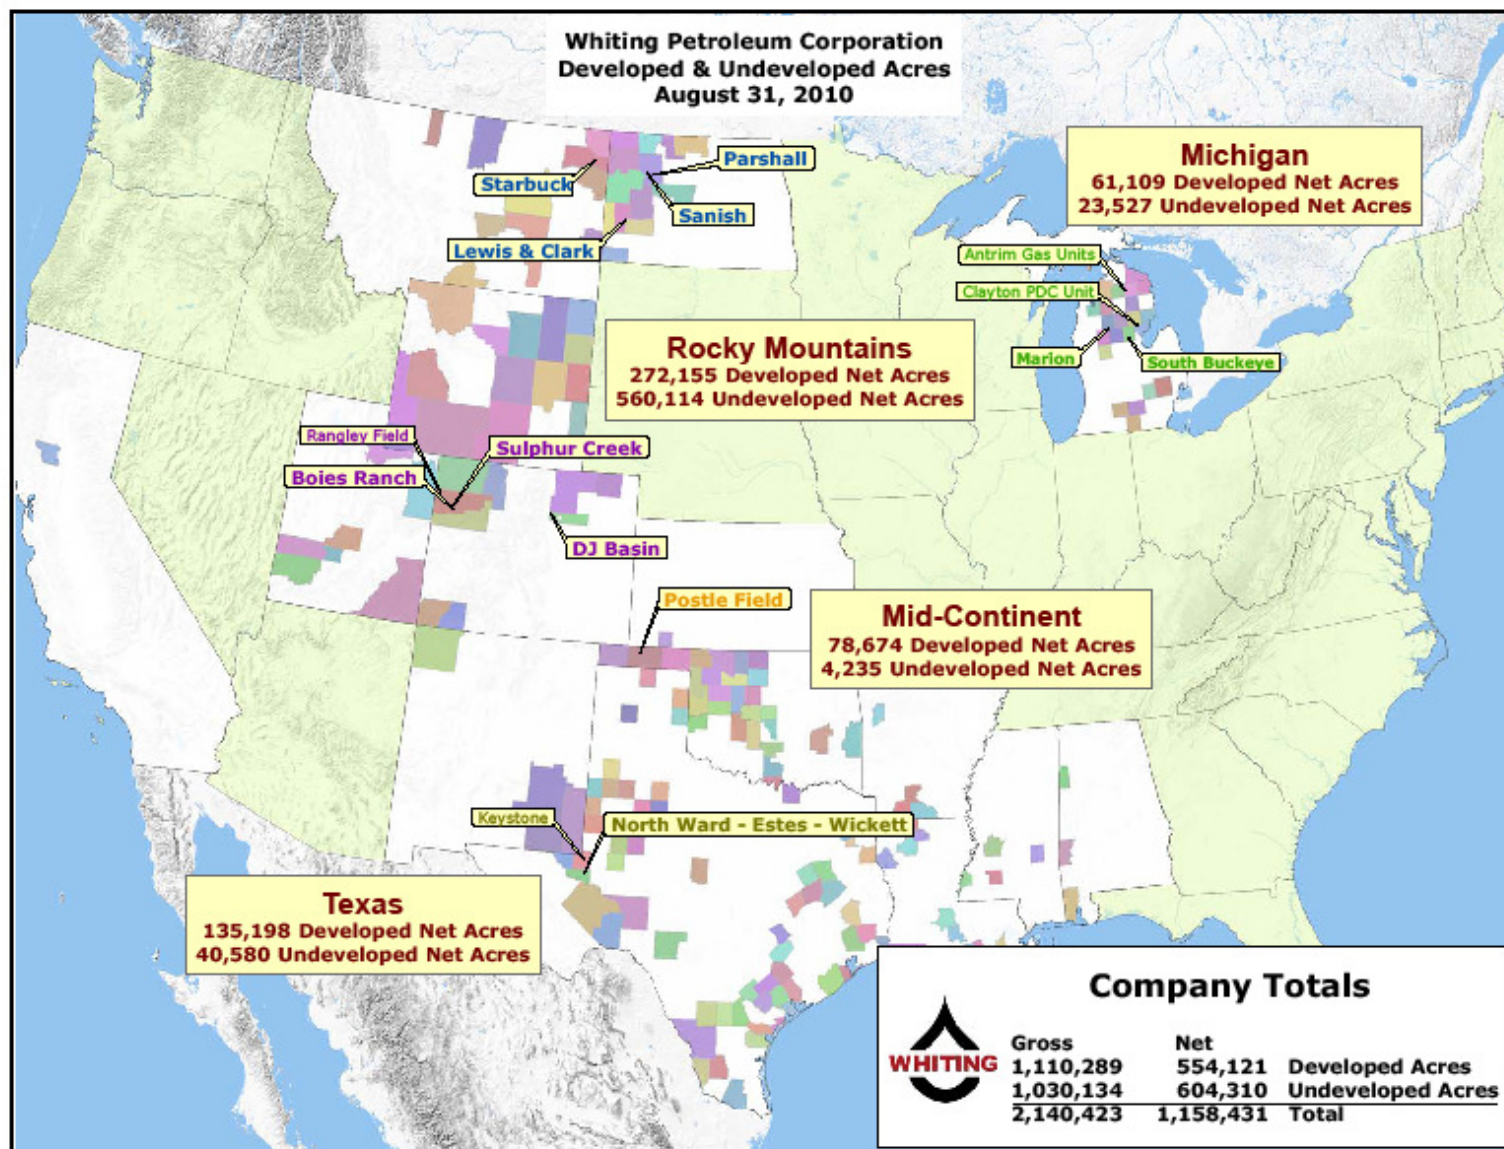 Whiting Petroleum Corporation
Developed & Undeveloped Acres
August 31, 2010
Michigan
61,109 Developed Net Acres
23,527 Undeveloped Net Acres
Parshall
Starbuck
Sanish
Lewis & Clark
Antrim Gas Units
Clayton PDC Unit
Marion
South Buckeye
Rocky Mountains
272,155 Developed Net Acres
560,114 Undeveloped Net Acres
Rangley Field
Sulphur Creek
Boies Ranch
DJ Basin
Postle Field
Mid-Continent
78,674 Developed Net Acres
4,235 Undeveloped Net Acres
Keystone
North Ward - Estes - Wickett
Texas
135,198 Developed Net Acres
40,580 Undeveloped Net Acres
Company Totals
WHITING
Gross Net
1,110,289 554,121 Developed Acres
1,030,134 604,310 Undeveloped Acres
2,140,423 1,158,431 Total